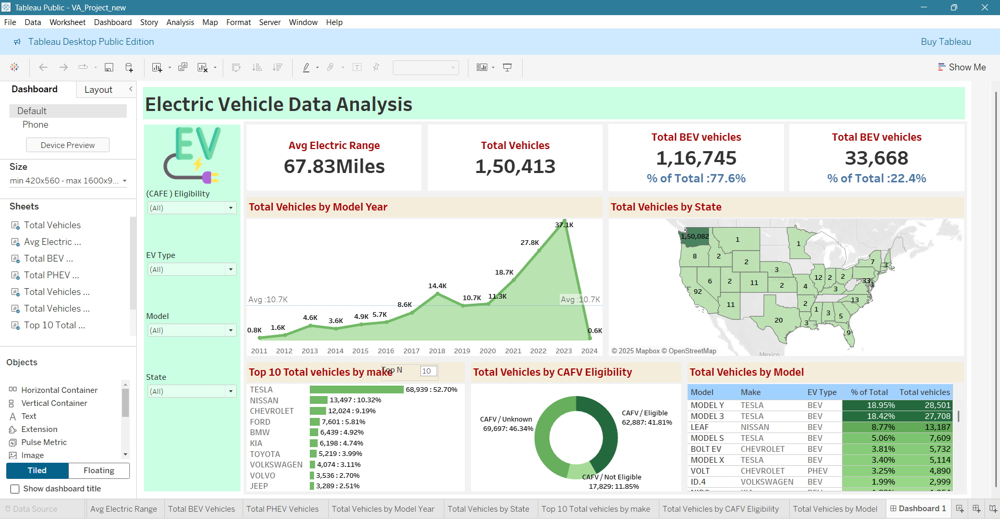 Tableau Public - VA_Project_new
File Data Worksheet Dashboard Story Analysis Map Format Server Window Help
Tableau Desktop Public Edition
Buy Tableau
Show Me
Dashboard
Layout
Default
Phone
Device Preview
Size
min 420x560 - max 1600x9...
Sheets
Total Vehicles
Avg Electric ...
Total BEV ...
Total PHEV ...
Total Vehicles ...
Total Vehicles ...
Top 10 Total ...
Objects
Horizontal Container
Vertical Container
Text
Extension
Pulse Metric
Image
Tiled
Floating
Show dashboard title
Electric Vehicle Data Analysis
EV
(CAFE ) Eligibility
(All)
EV Type
(All)
Model
(All)
State
(All)
Avg Electric Range
67.83Miles
Total Vehicles
1,50,413
Total BEV vehicles
1,16,745
% of Total :77.6%
Total BEV vehicles
33,668
% of Total :22.4%
Total Vehicles by Model Year
37.1K
27.8K
18.7K
14.4K
10.7K
11.3K
8.6K
Avg :10.7K
Avg :10.7K
4.6K
3.6K
4.9K
5.7K
0.8K
1.6K
0.6K
2011 2012 2013 2014 2015 2016 2017 2018 2019 2020 2021 2022 2023 2024
Total Vehicles by State
1,50,082
1
1
8
2
2
7
3
3
6
2
11
2
4
12
2
2
3
33
1
92
11
2
13
20
3
1
3
5
9
United States
Mexico
© 2025 Mapbox © OpenStreetMap
Top 10 Total vehicles by make
Top N
10
TESLA 68,939 : 52.70%
NISSAN 13,497 : 10.32%
CHEVROLET 12,024 : 9.19%
FORD 7,601 : 5.81%
BMW 6,439 : 4.92%
KIA 6,198 : 4.74%
TOYOTA 5,219 : 3.99%
VOLKSWAGEN 4,074 : 3.11%
VOLVO 3,536 : 2.70%
JEEP 3,289 : 2.51%
Total Vehicles by CAFV Eligibility
CAFV / Unknown
69,697: 46.34%
CAFV / Eligible
62,887: 41.81%
CAFV / Not Eligible
17,829: 11.85%
Total Vehicles by Model
Model Make EV Type % of Total Total vehicles
MODEL Y TESLA BEV 18.95% 28,501
MODEL 3 TESLA BEV 18.42% 27,708
LEAF NISSAN BEV 8.77% 13,187
MODEL S TESLA BEV 5.06% 7,609
BOLT EV CHEVROLET BEV 3.81% 5,732
MODEL X TESLA BEV 3.40% 5,114
VOLT CHEVROLET PHEV 3.25% 4,890
ID.4 VOLKSWAGEN BEV 1.99% 2,999
Data Source
Avg Electric Range
Total BEV Vehicles
Total PHEV Vehicles
Total Vehicles by Model Year
Total Vehicles by State
Top 10 Total vehicles by make
Total Vehicles by CAFV Eligibility
Total Vehicles by Model
Dashboard 1